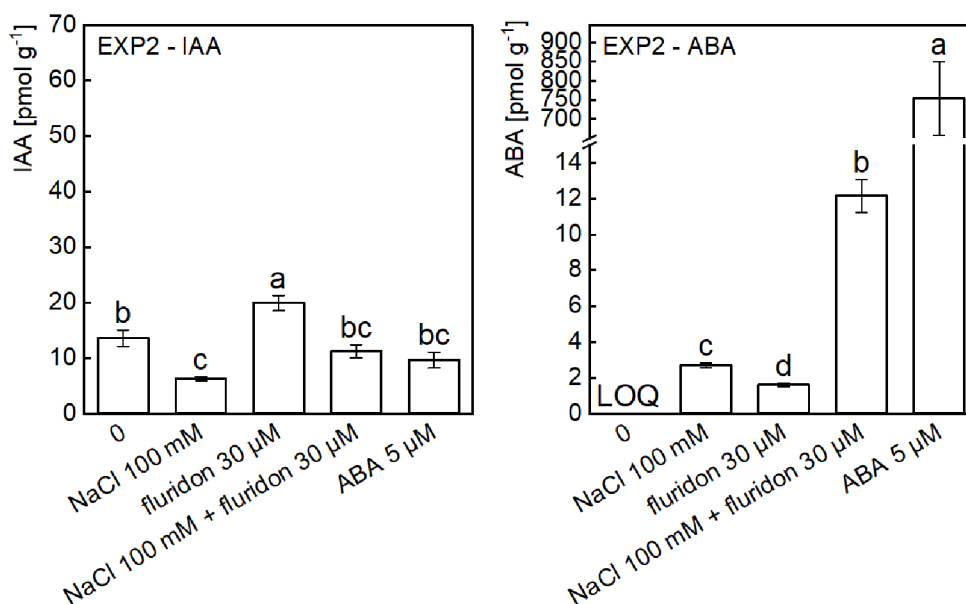 EXP2 - IAA
IAA [pmol g⁻¹]
70
60
50
40
30
20
10
0
b
c
a
bc
bc
0
NaCl 100 mM
fluridon 30 µM
NaCl 100 mM + fluridon 30 µM
ABA 5 µM
EXP2 - ABA
ABA [pmol g⁻¹]
900
850
800
750
700
14
12
10
8
6
4
2
0
LOQ
c
d
b
a
0
NaCl 100 mM
fluridon 30 µM
NaCl 100 mM + fluridon 30 µM
ABA 5 µM